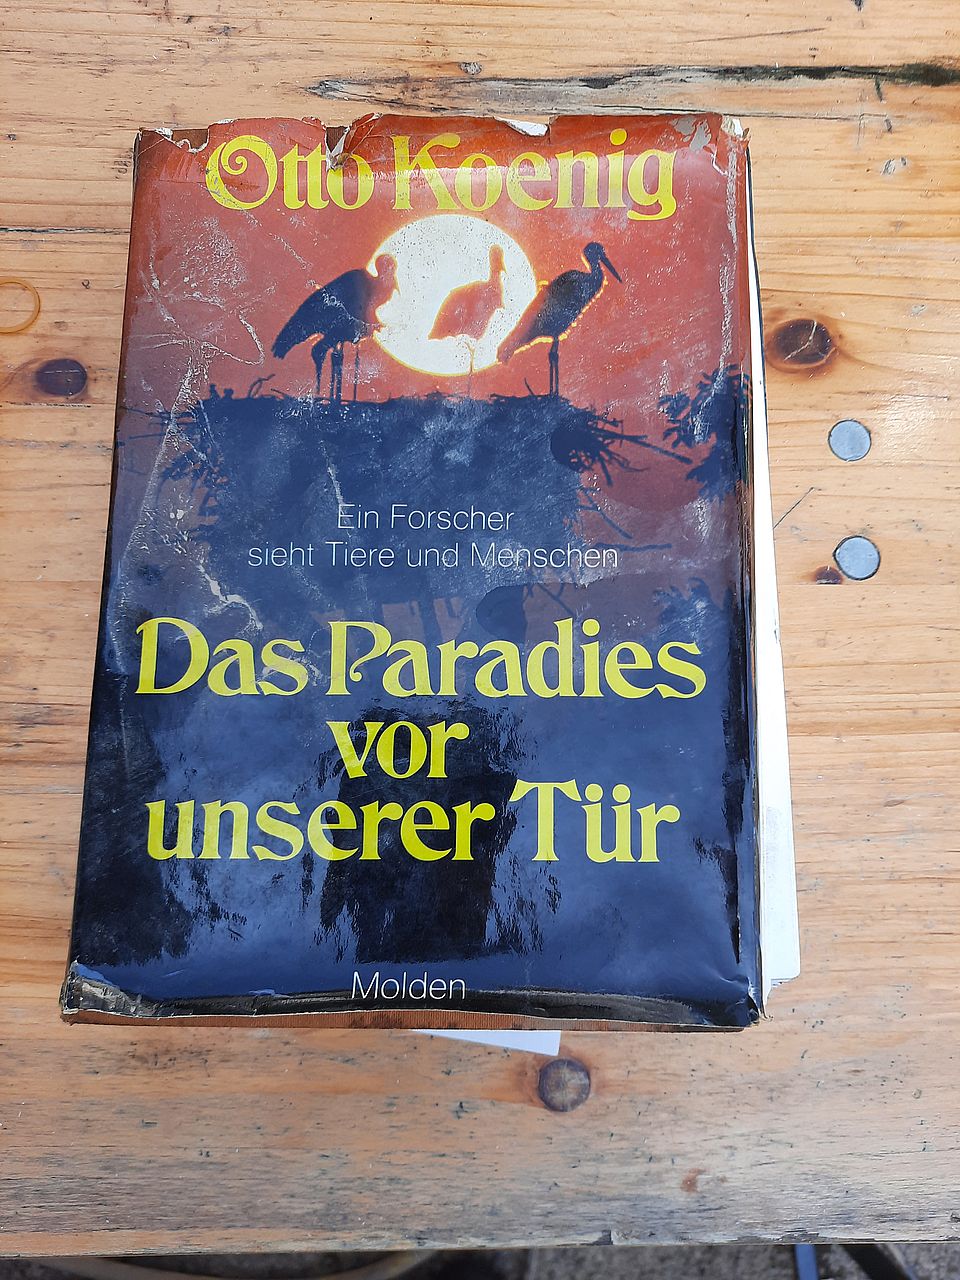 Otto Koenig
Ein Forscher
sieht Tiere und Menschen
Das Paradies
vor
unserer Tür
Molden